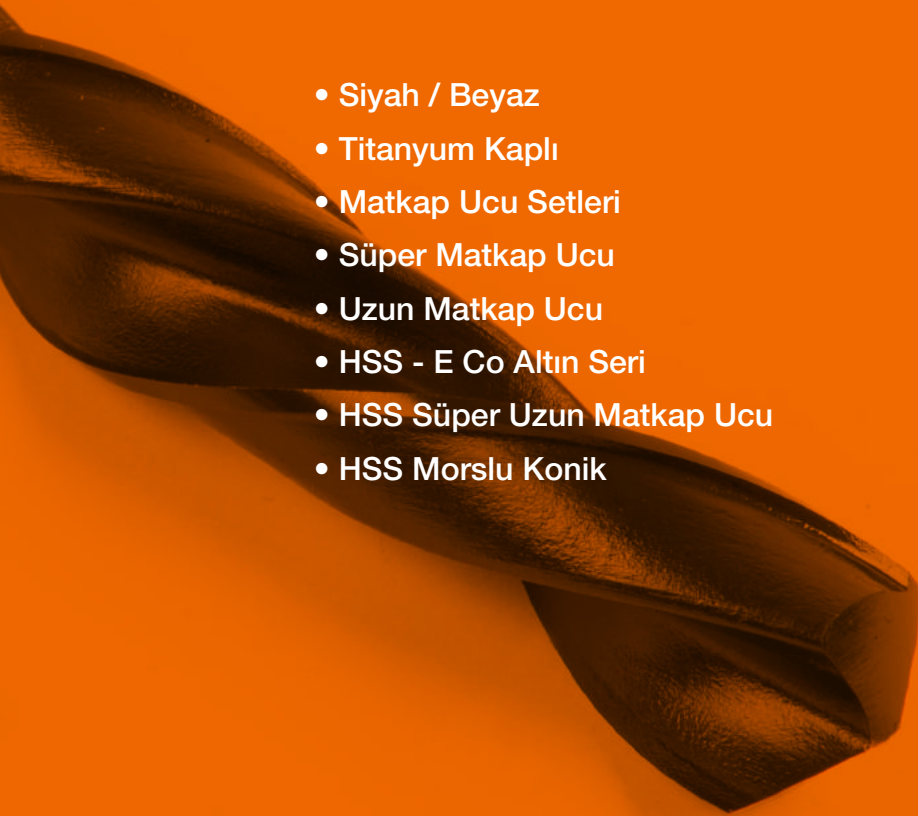 • Siyah / Beyaz
• Titanyum Kaplı
• Matkap Ucu Setleri
• Süper Matkap Ucu
• Uzun Matkap Ucu
• HSS - E Co Altın Seri
• HSS Süper Uzun Matkap Ucu
• HSS Morslu Konik